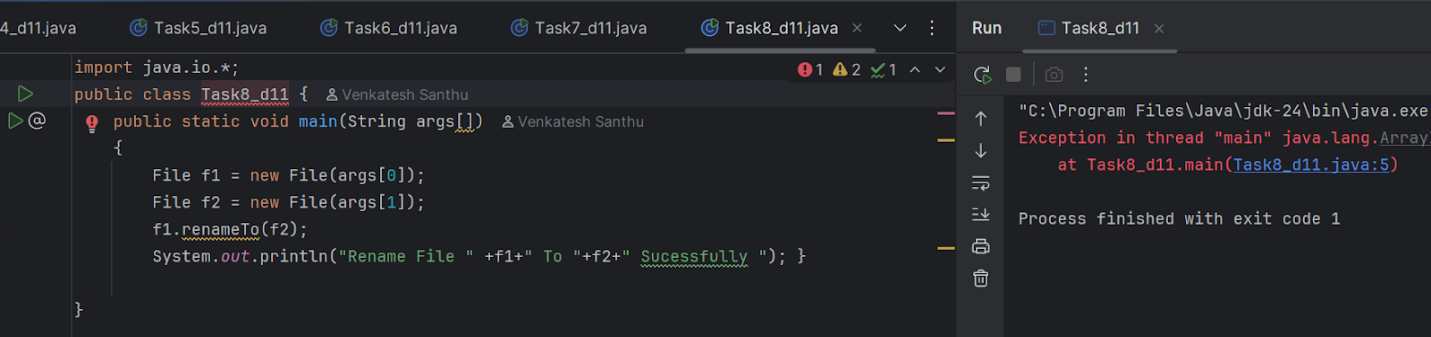 4_d11.java Task5_d11.java Task6_d11.java Task7_d11.java Task8_d11.java
Run Task8_d11
import java.io.*;
1 2 1
public class Task8_d11 { Venkatesh Santhu
public static void main(String args[]) Venkatesh Santhu
{
File f1 = new File(args[0]);
File f2 = new File(args[1]);
f1.renameTo(f2);
System.out.println("Rename File " +f1+" To "+f2+" Sucessfully "); }
}
"C:\Program Files\Java\jdk-24\bin\java.exe
Exception in thread "main" java.lang.Array
at Task8_d11.main(Task8_d11.java:5)
Process finished with exit code 1